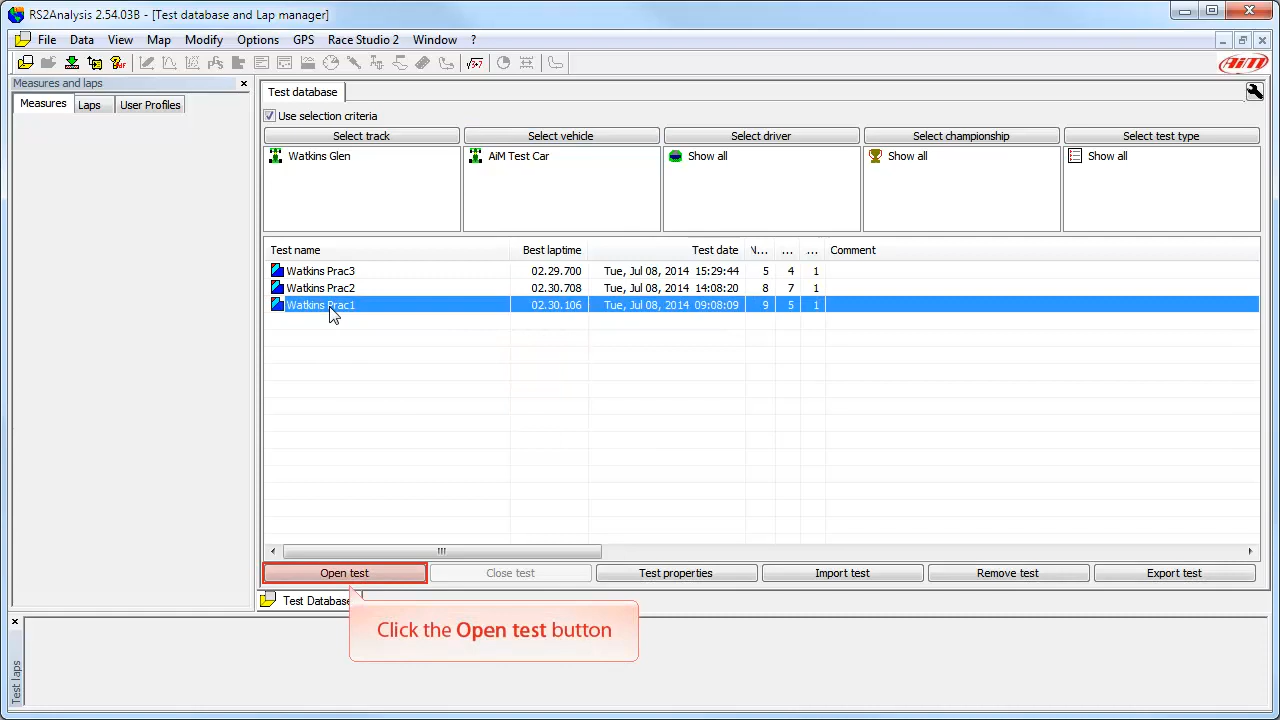 RS2Analysis 2.54.03B - [Test database and Lap manager]
File Data View Map Modify Options GPS Race Studio 2 Window ?
Measures and laps
Measures Laps User Profiles
AiM
Test database
Use selection criteria
Select track Select vehicle Select driver Select championship Select test type
Watkins Glen AiM Test Car Show all Show all Show all
Test name Best laptime Test date N... ... ... Comment
Watkins Prac3 02.29.700 Tue, Jul 08, 2014 15:29:44 5 4 1
Watkins Prac2 02.30.708 Tue, Jul 08, 2014 14:08:20 8 7 1
Watkins Prac1 02.30.106 Tue, Jul 08, 2014 09:08:09 9 5 1
Open test Close test Test properties Import test Remove test Export test
Test Database
Click the Open test button
Test laps